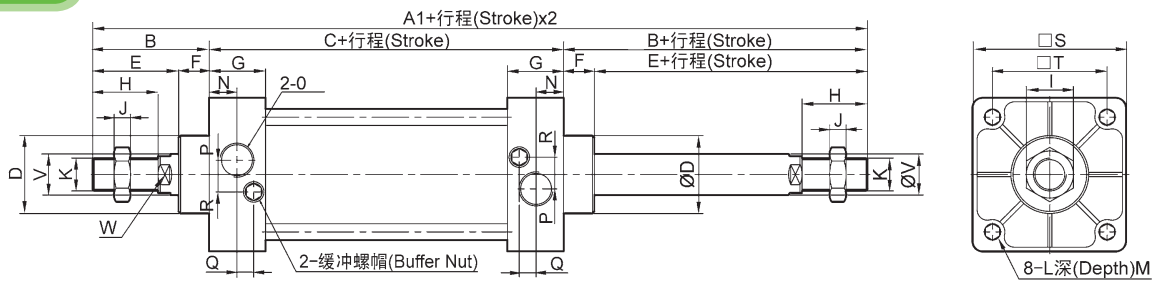 A1+行程(Stroke)x2
B C+行程(Stroke) B+行程(Stroke)
E F G G F E+行程(Stroke)
H N 2-0 N H
J J
D V K P R R P ØD K ØV
W
Q 2-缓冲螺帽(Buffer Nut) Q
□S
□T
I
8-L深(Depth)M